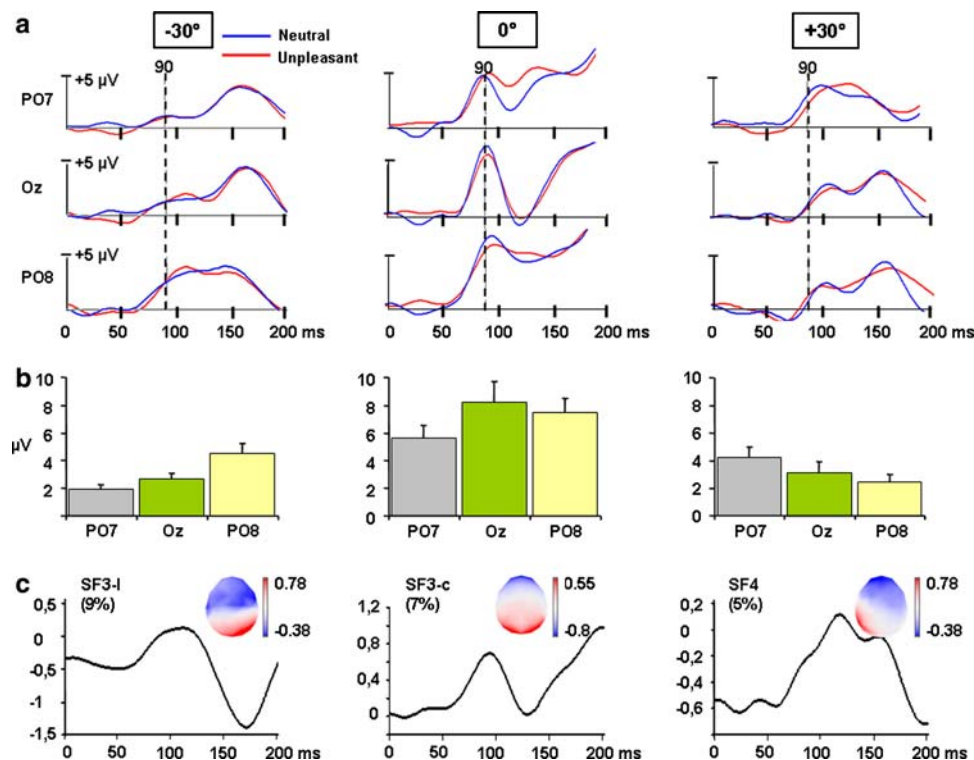 a -30° 0° +30°
Neutral
Unpleasant
90 90 90
+5 µV
PO7
+5 µV
Oz
+5 µV
PO8
0 50 100 150 200 ms 0 50 100 150 200 ms 0 50 100 150 200 ms
b
10 10 10
8 8 8
µV
6 6 6
4 4 4
2 2 2
0 0
PO7 Oz PO8 PO7 Oz PO8 PO7 Oz PO8
c
SF3-l SF3-c SF4
(9%) (7%) (5%)
0.78 0.55 0.78
-0.38 -0.8 -0.38
0,5 1,2 0,2
0 0,8 0
-0,5 0,4 -0,2
-1 0 -0,4
-1,5 -0,6
0 50 100 150 200 ms 0 50 100 150 200 ms 0 50 100 150 200 ms